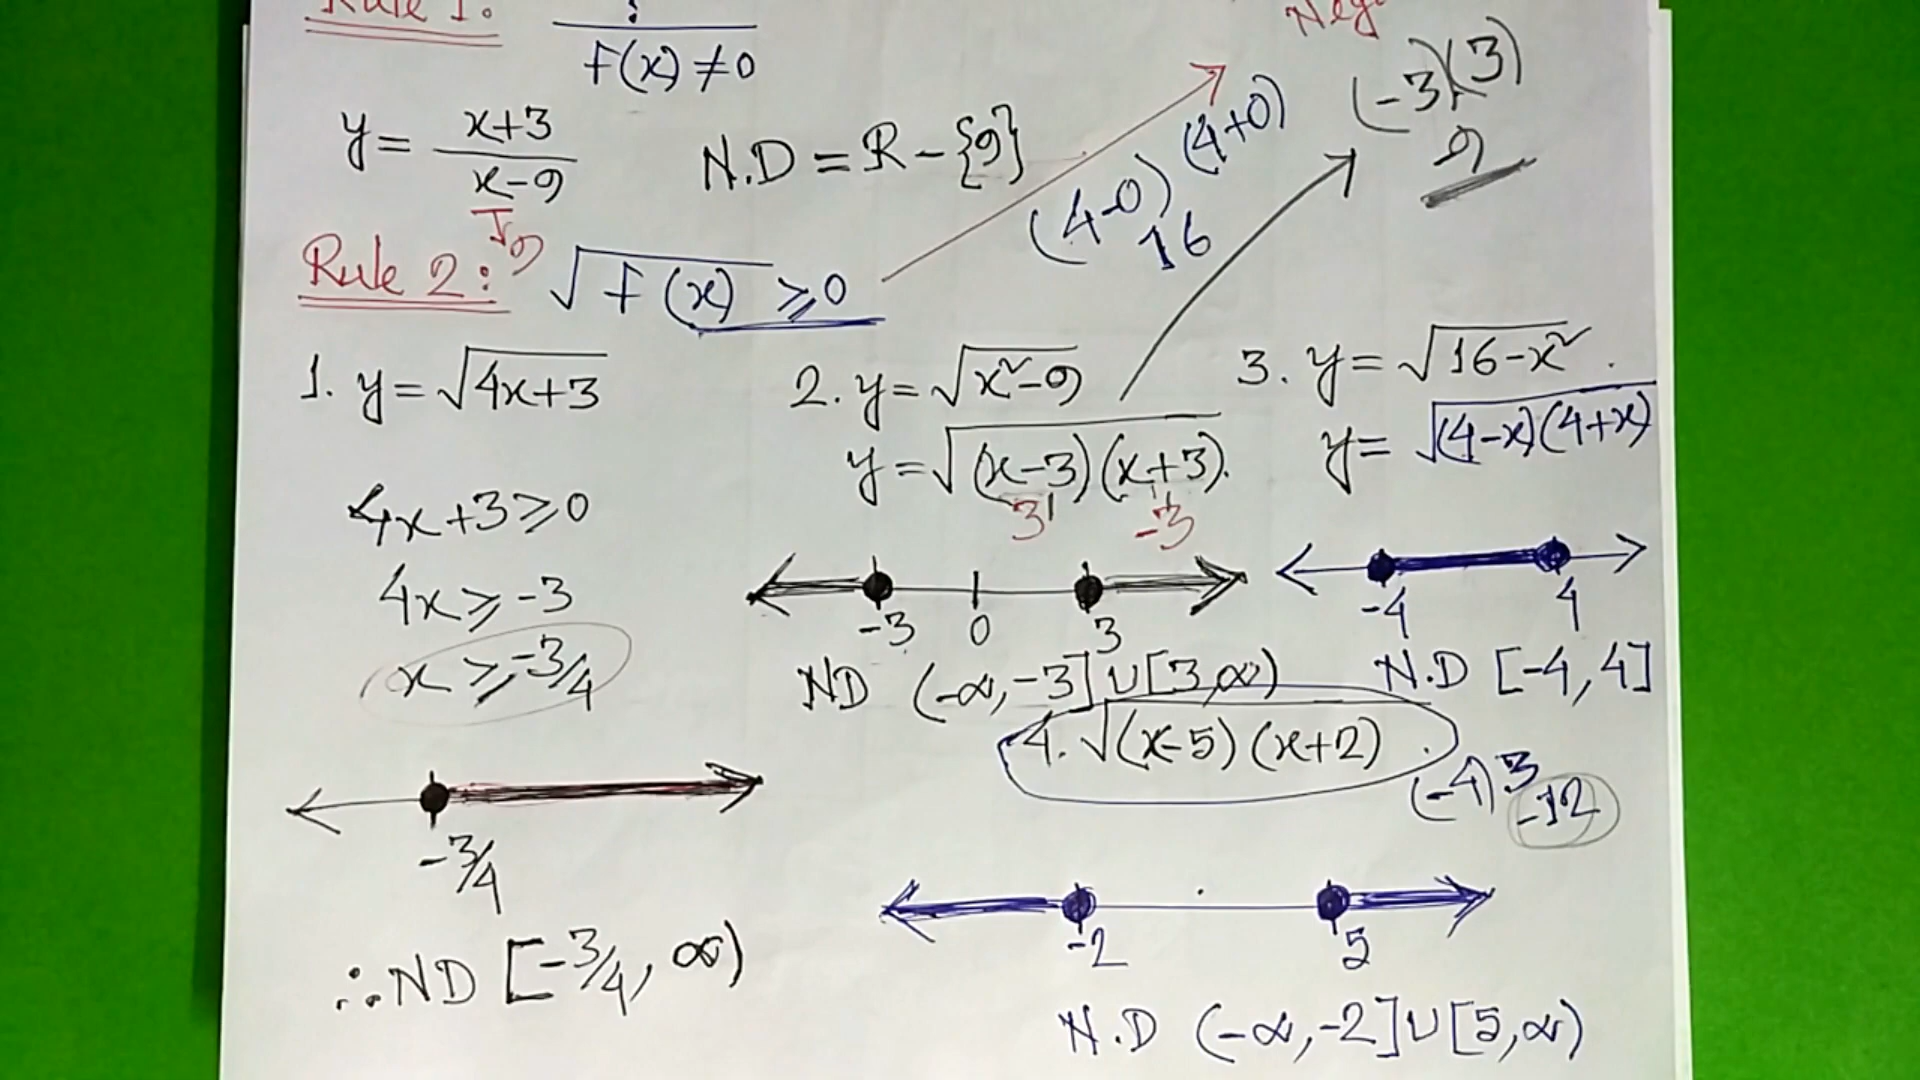 Rule 1:
F(x) ≠ 0
y = x+3 / x-9
9
N.D = R - {9}
(4-0) (4+0)
16
Neg
(-3)(3)
9
Rule 2: √F(x) ≥ 0
1. y = √4x+3
4x+3 ≥ 0
4x ≥ -3
x ≥ -3/4
-3/4
∴ ND [-3/4, ∞)
2. y = √x²-9
y = √(x-3)(x+3).
3 -3
-3 0 3
ND (-∞,-3] U [3,∞)
3. y = √16-x².
y = √(4-x)(4+x)
-4 4
N.D [-4, 4]
4. √(x-5)(x+2).
(-4) 3
-12
-2 5
N.D (-∞,-2] U [5,∞)